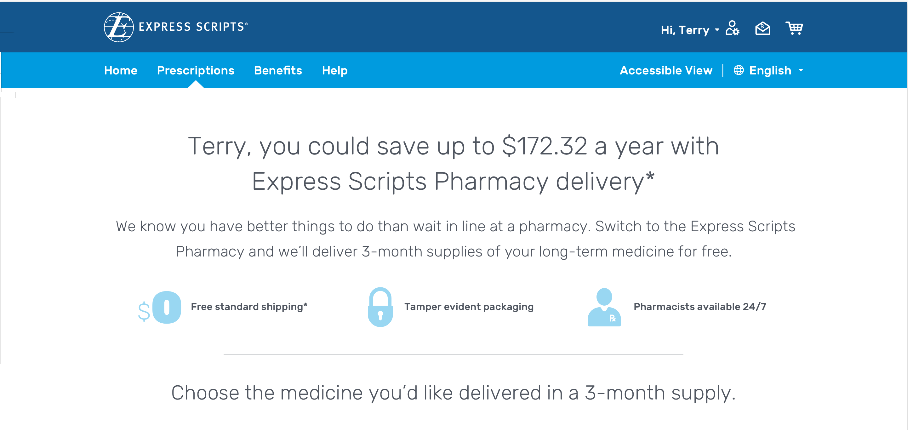 EXPRESS SCRIPTS®
Hi, Terry
Home Prescriptions Benefits Help Accessible View | English
Terry, you could save up to $172.32 a year with
Express Scripts Pharmacy delivery*
We know you have better things to do than wait in line at a pharmacy. Switch to the Express Scripts
Pharmacy and we'll deliver 3-month supplies of your long-term medicine for free.
$0 Free standard shipping* Tamper evident packaging Pharmacists available 24/7
Choose the medicine you'd like delivered in a 3-month supply.